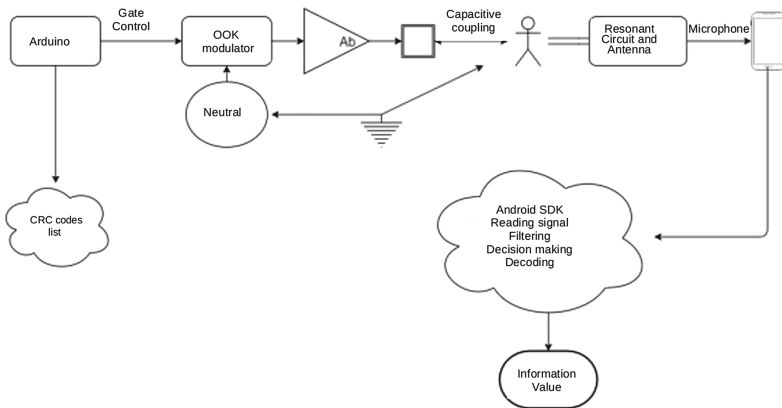 Gate
Control
Capacitive
coupling
Arduino
OOK
modulator
Ab
Resonant
Circuit and
Antenna
Microphone
Neutral
CRC codes
list
Android SDK
Reading signal
Filtering
Decision making
Decoding
Information
Value